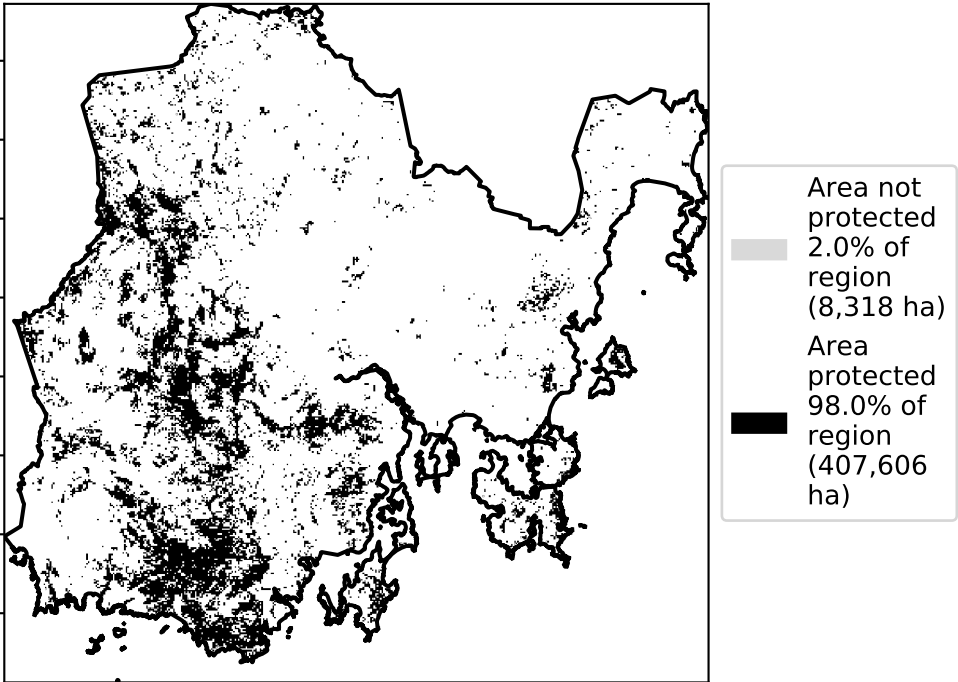 Area not
protected
2.0% of
region
(8,318 ha)
Area
protected
98.0% of
region
(407,606
ha)